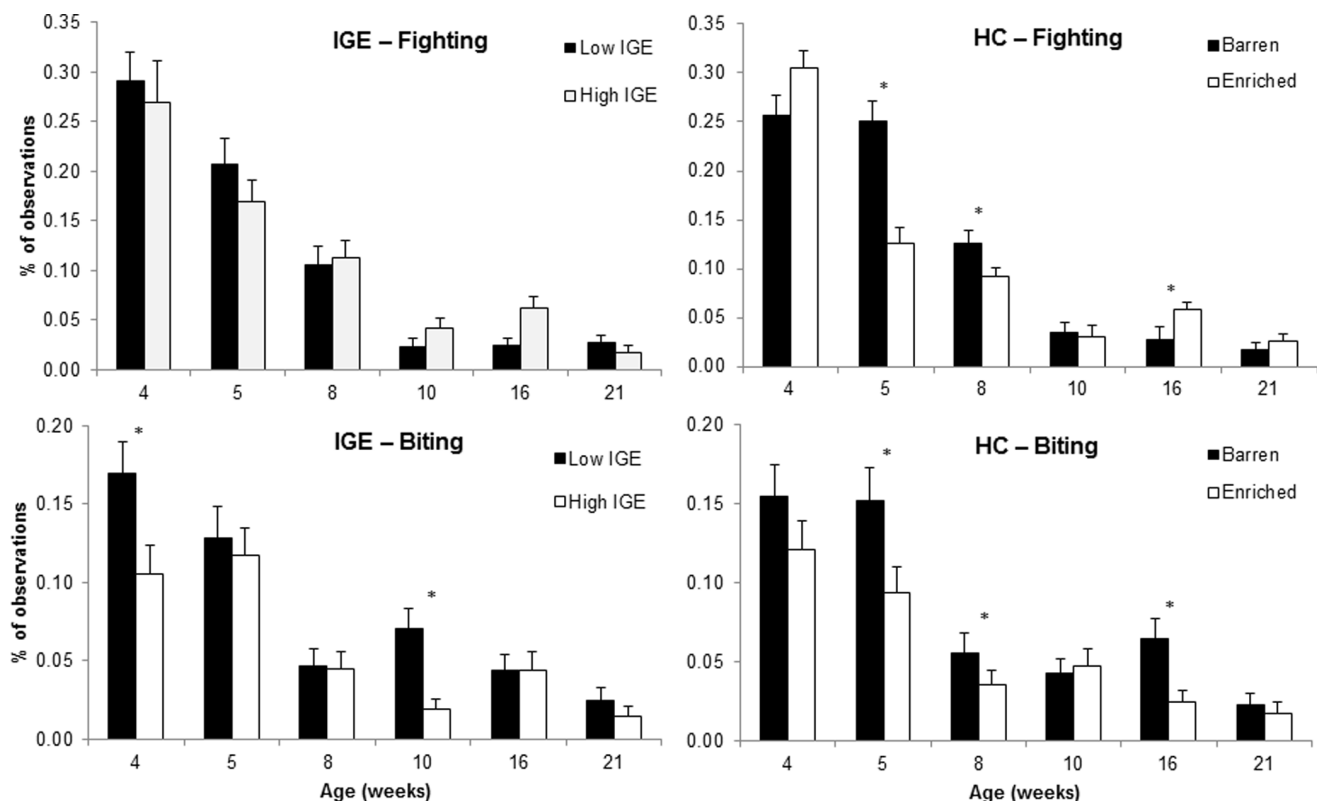 IGE – Fighting
Low IGE
High IGE
% of observations
0.35
0.30
0.25
0.20
0.15
0.10
0.05
0.00
4 5 8 10 16 21
HC – Fighting
Barren
Enriched
0.35
0.30
0.25
0.20
0.15
0.10
0.05
0.00
*
*
*
4 5 8 10 16 21
IGE – Biting
Low IGE
High IGE
% of observations
0.20
0.15
0.10
0.05
0.00
*
*
4 5 8 10 16 21
Age (weeks)
HC – Biting
Barren
Enriched
0.20
0.15
0.10
0.05
0.00
*
*
*
4 5 8 10 16 21
Age (weeks)